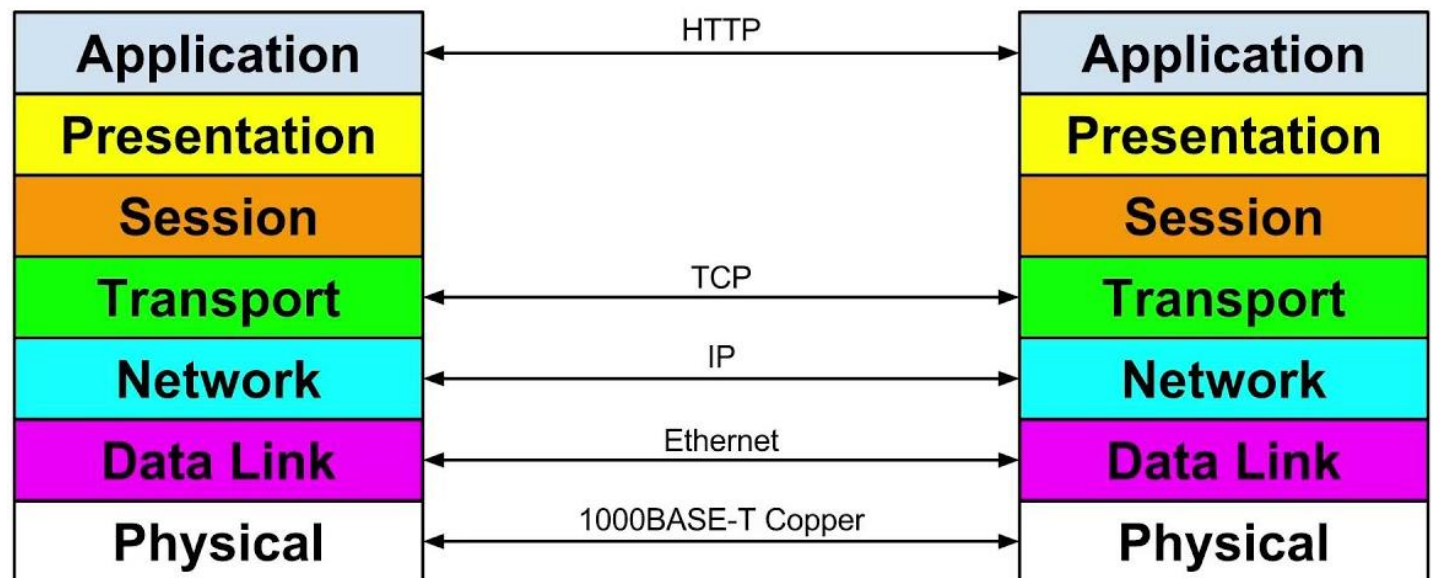 Application HTTP Application
Presentation Presentation
Session Session
Transport TCP Transport
Network IP Network
Data Link Ethernet Data Link
Physical 1000BASE-T Copper Physical